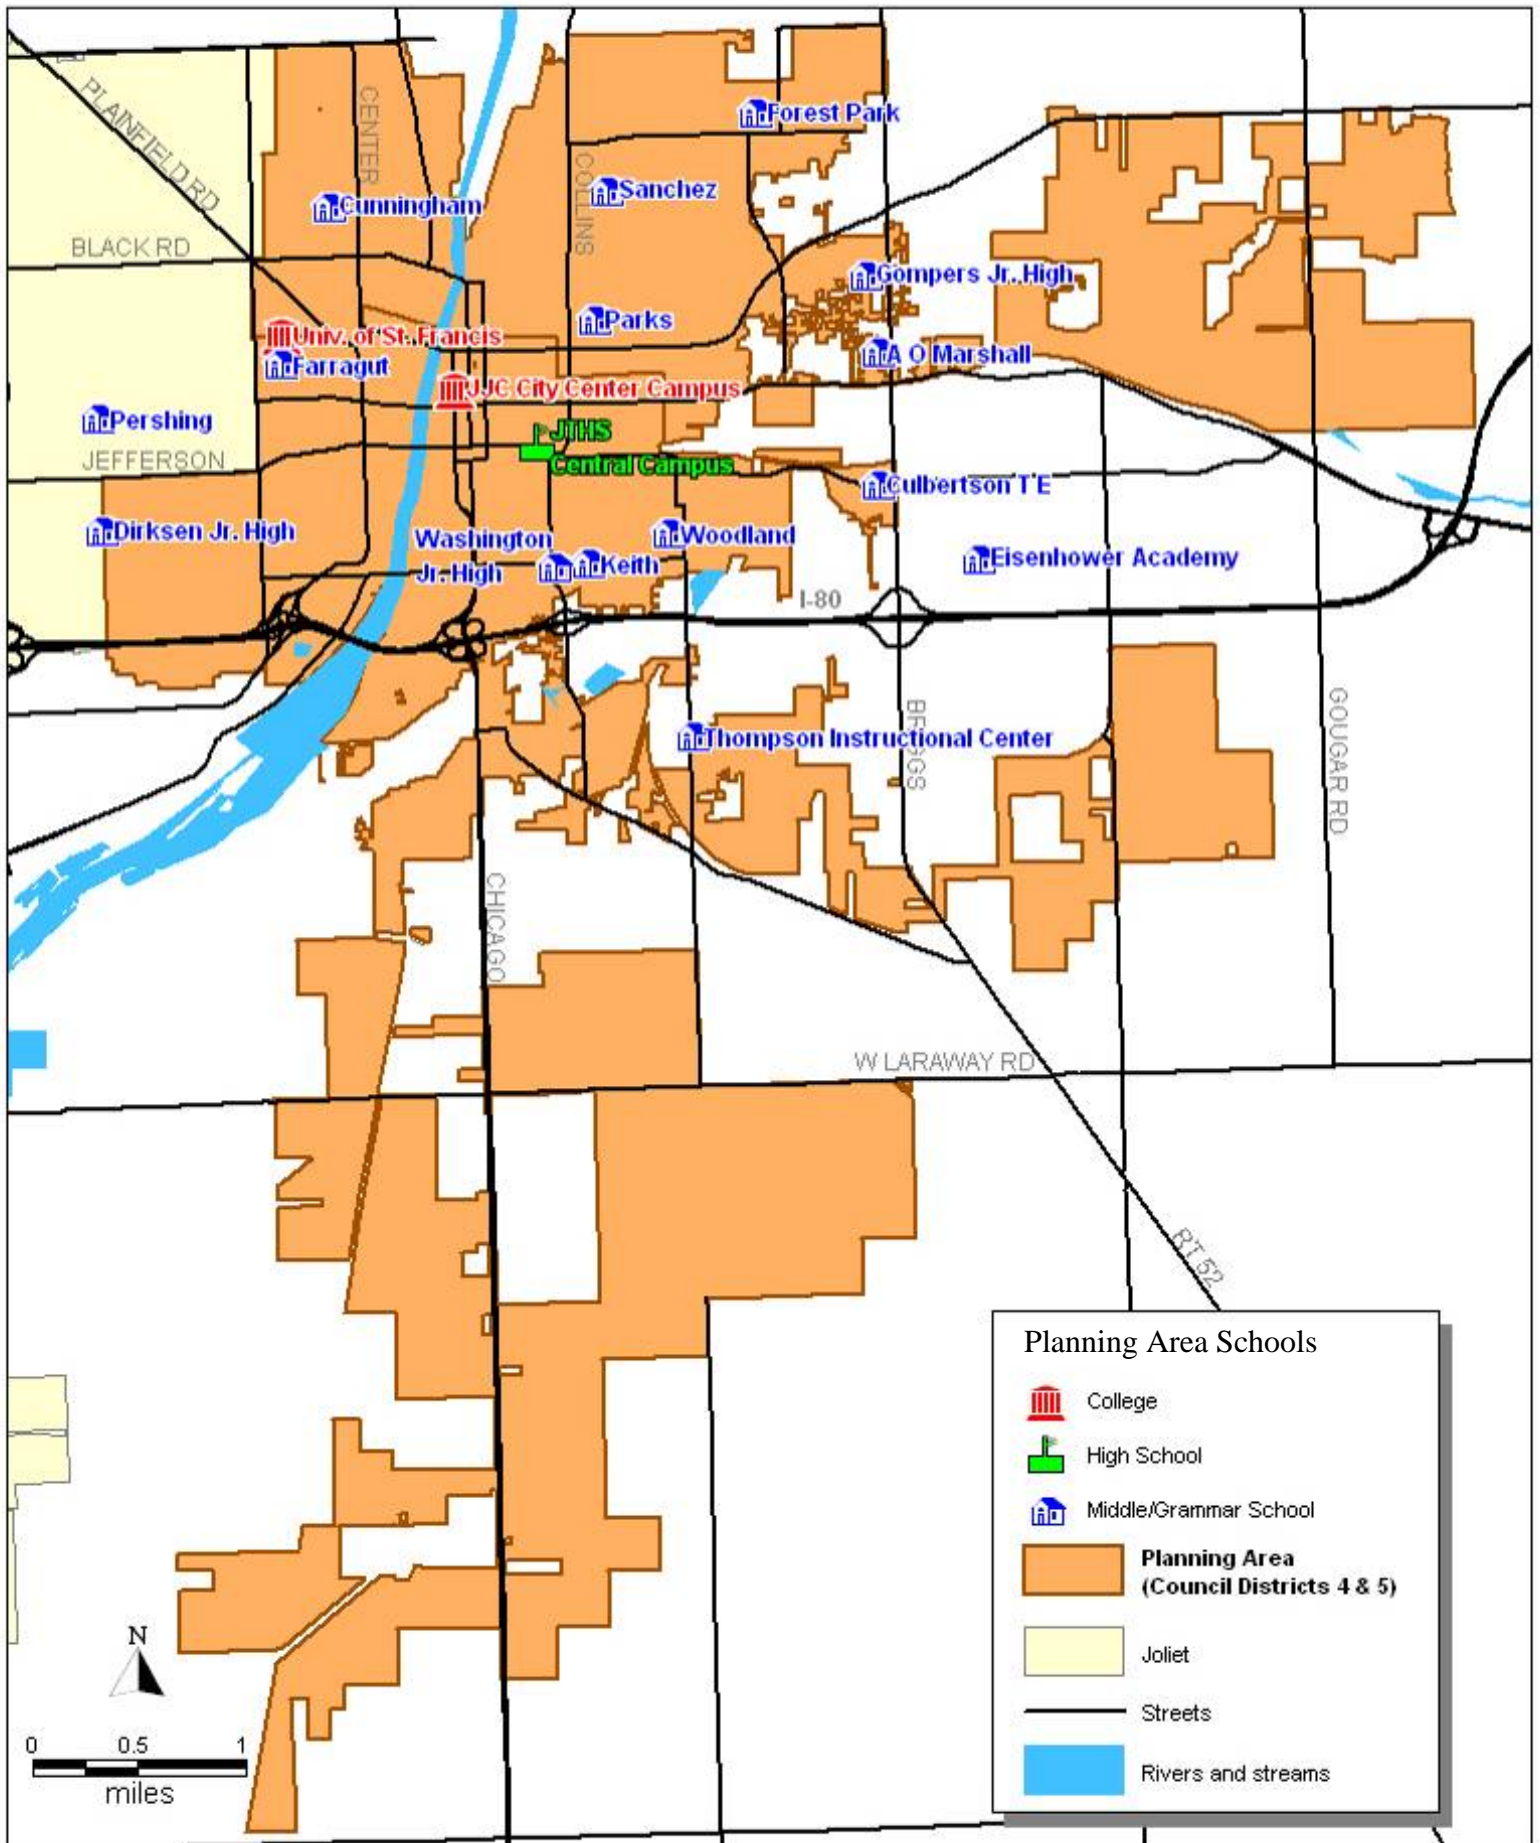 PLAINFIELD RD
CENTER
COLLINS
Forest Park
Sanchez
Cunningham
BLACK RD
Gompers Jr. High
Parks
Univ. of St. Francis
Farragut
A O Marshall
JJC City Center Campus
Pershing
JTHS
Central Campus
JEFFERSON
Culbertson T E
Dirksen Jr. High
Washington
Jr. High
Woodland
Keith
Eisenhower Academy
I-80
BRIGGS
GOUGAR RD
Thompson Instructional Center
CHICAGO
W LARAWAY RD
RT 52
Planning Area Schools
College
High School
Middle/Grammar School
Planning Area
(Council Districts 4 & 5)
Joliet
Streets
Rivers and streams
N
0 0.5 1
miles